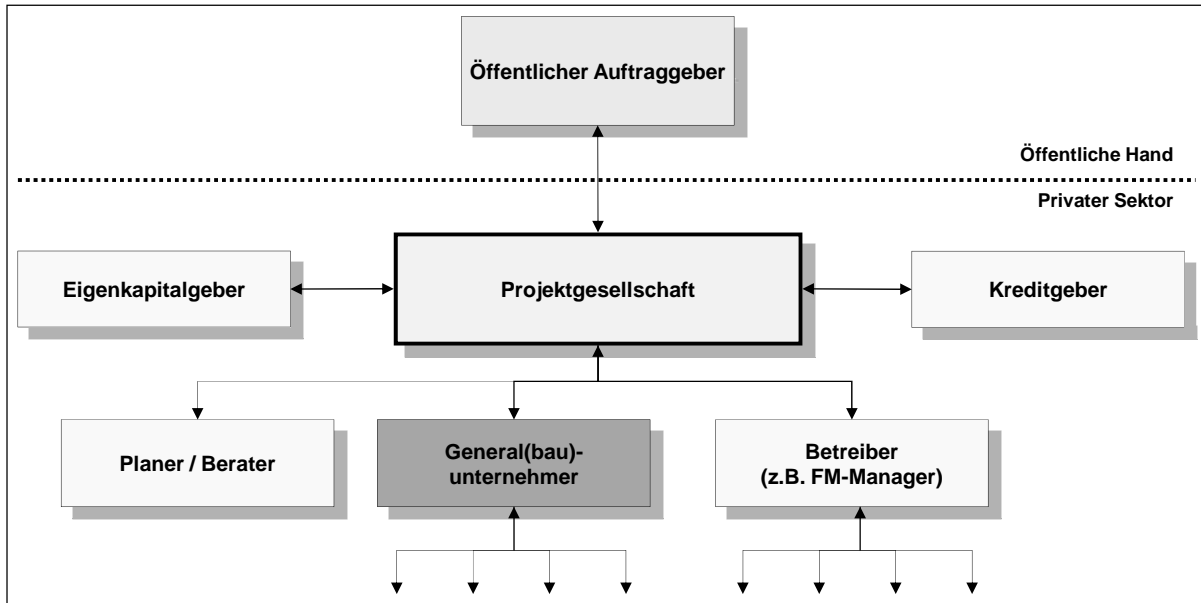 Öffentlicher Auftraggeber
Öffentliche Hand
Privater Sektor
Eigenkapitalgeber
Projektgesellschaft
Kreditgeber
Planer / Berater
General(bau)-
unternehmer
Betreiber
(z.B. FM-Manager)